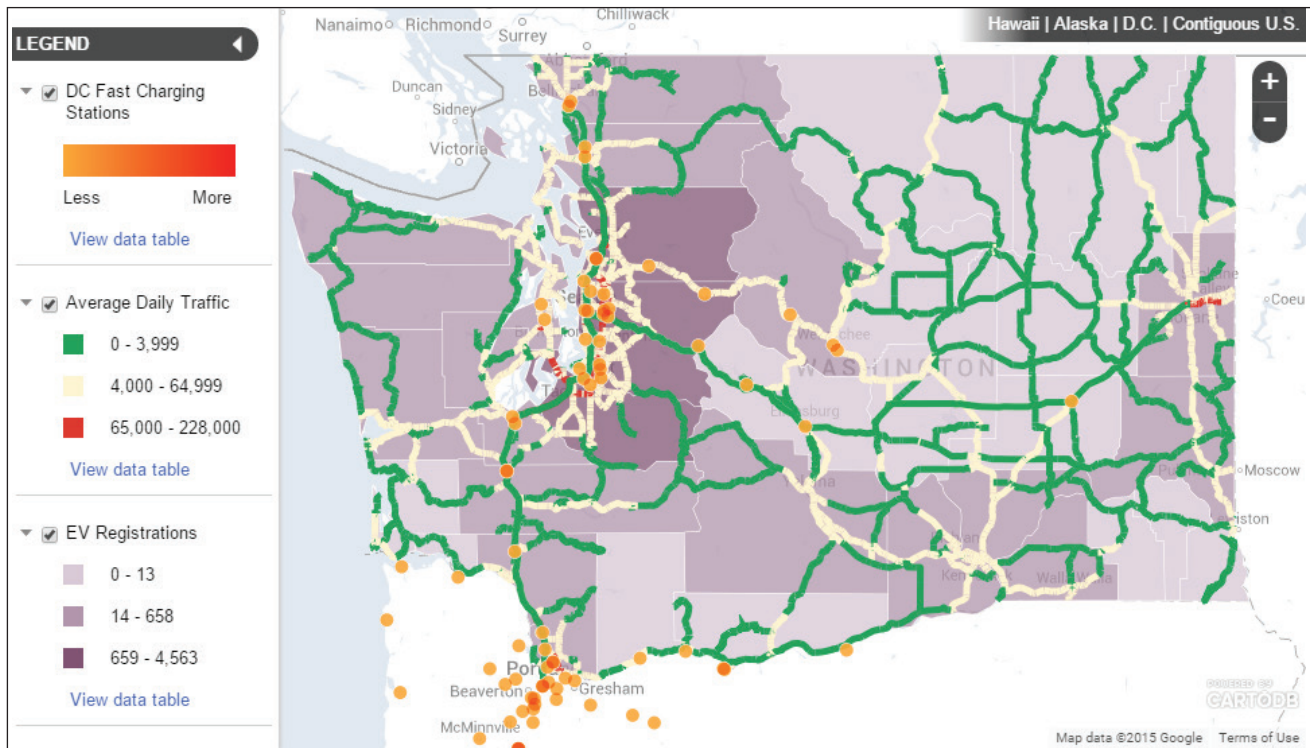 LEGEND
DC Fast Charging
Stations
Less More
View data table
Average Daily Traffic
0 - 3,999
4,000 - 64,999
65,000 - 228,000
View data table
EV Registrations
0 - 13
14 - 658
659 - 4,563
View data table
Hawaii | Alaska | D.C. | Contiguous U.S.
+
−
Chilliwack
Nanaimo
Richmond
Surrey
Duncan
Sidney
Victoria
Coeu
WASHINGTON
Ellensburg
Moscow
Gresham
Beaverton
McMinnville
POWERED BY
CARTODB
Map data ©2015 Google Terms of Use